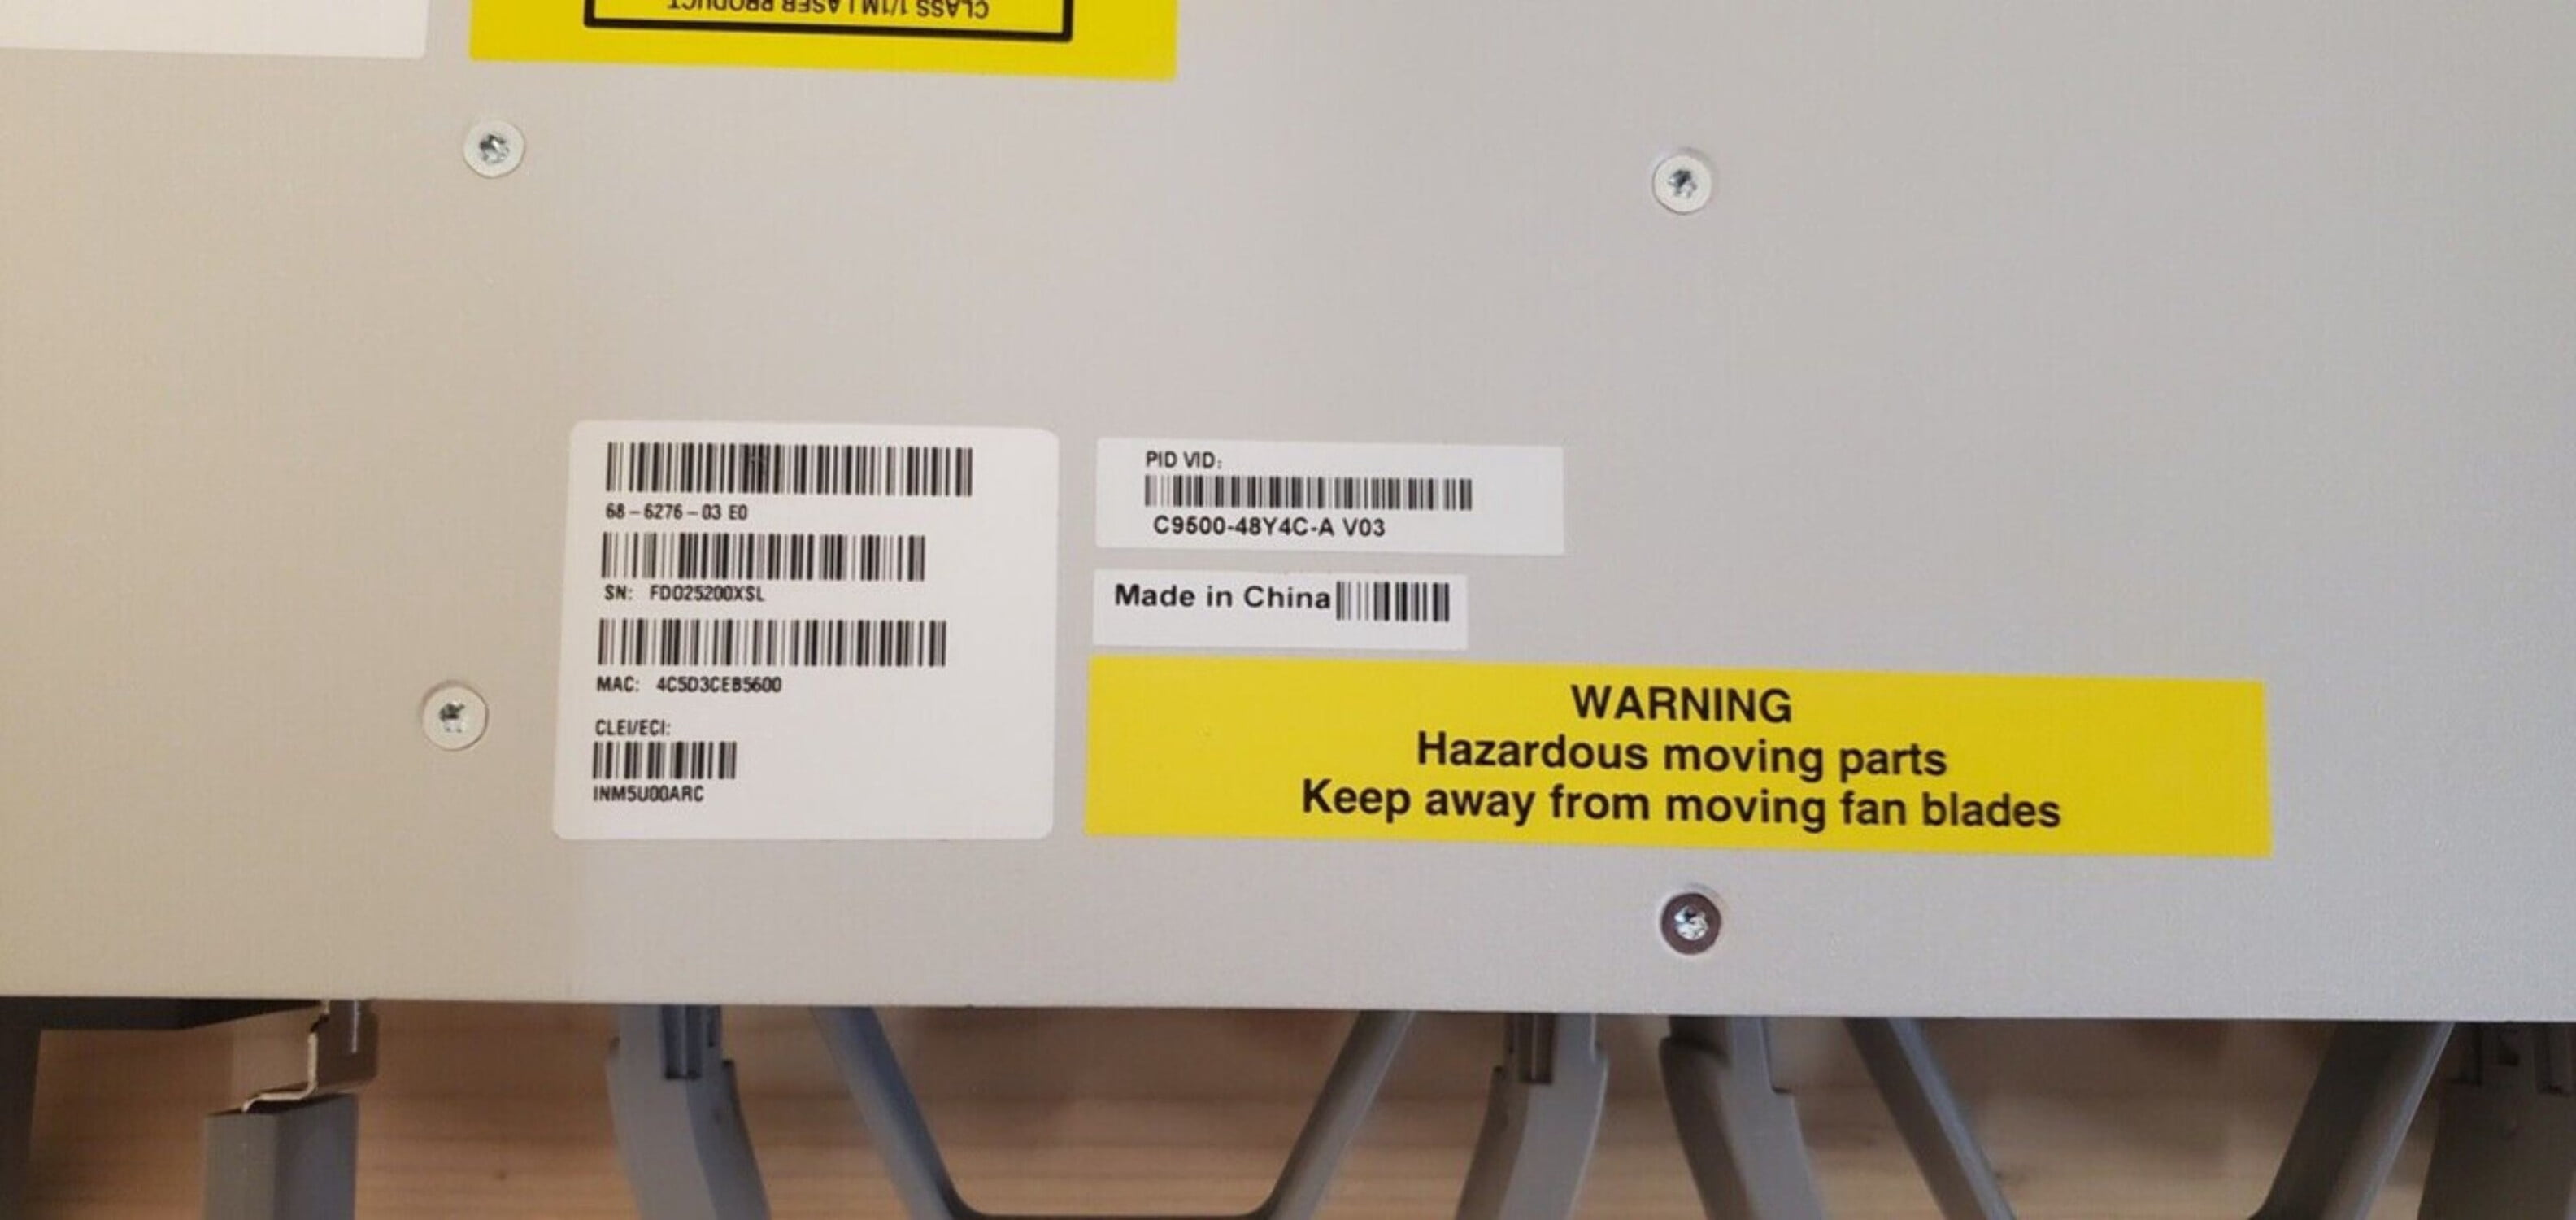 CLASS 1/1M LASER PRODUCT
68-6276-03 E0
SN: FDO25200XSL
MAC: 4C5D3CEB5600
CLEI/ECI:
INM5U00ARC
PID VID:
C9500-48Y4C-A V03
Made in China
WARNING
Hazardous moving parts
Keep away from moving fan blades